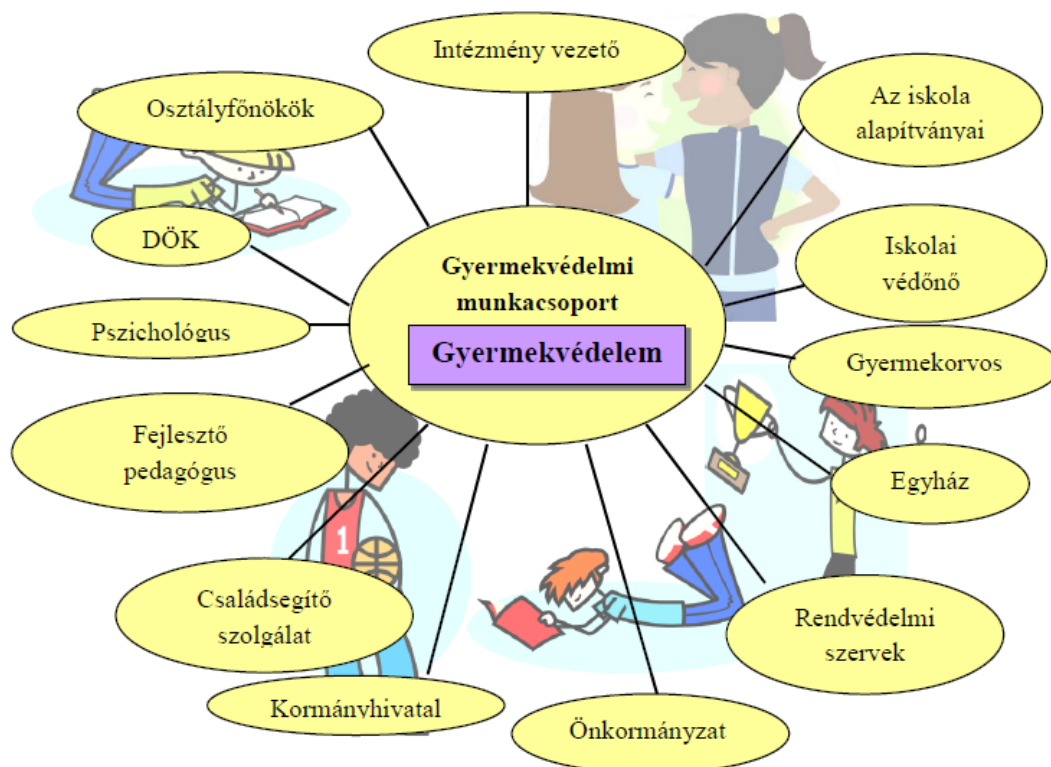 Intézmény vezető
Osztályfőnökök
Az iskola
alapítványai
DÖK
Iskolai
védőnő
Gyermekvédelmi
munkacsoport
Gyermekvédelem
Pszichológus
Gyermekorvos
Fejlesztő
pedagógus
Egyház
1
Családsegítő
szolgálat
Rendvédelmi
szervek
Kormányhivatal
Önkormányzat